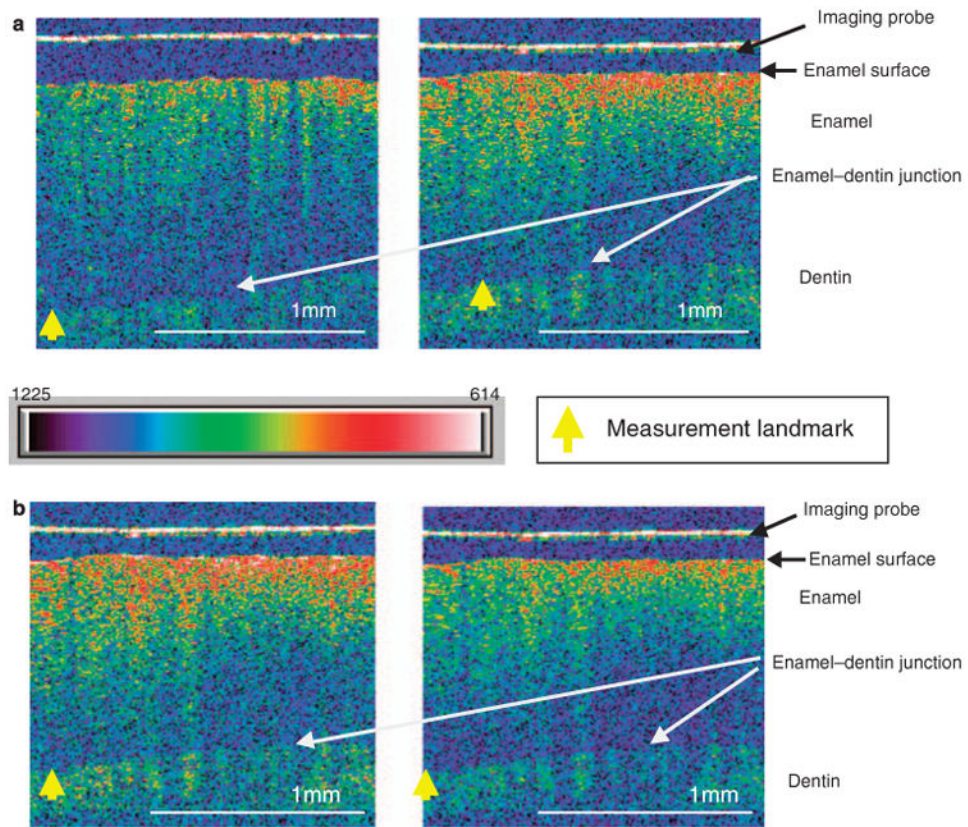 a
Imaging probe
Enamel surface
Enamel
Enamel–dentin junction
Dentin
1mm
1mm
1225
614
Measurement landmark
b
Imaging probe
Enamel surface
Enamel
Enamel–dentin junction
Dentin
1mm
1mm